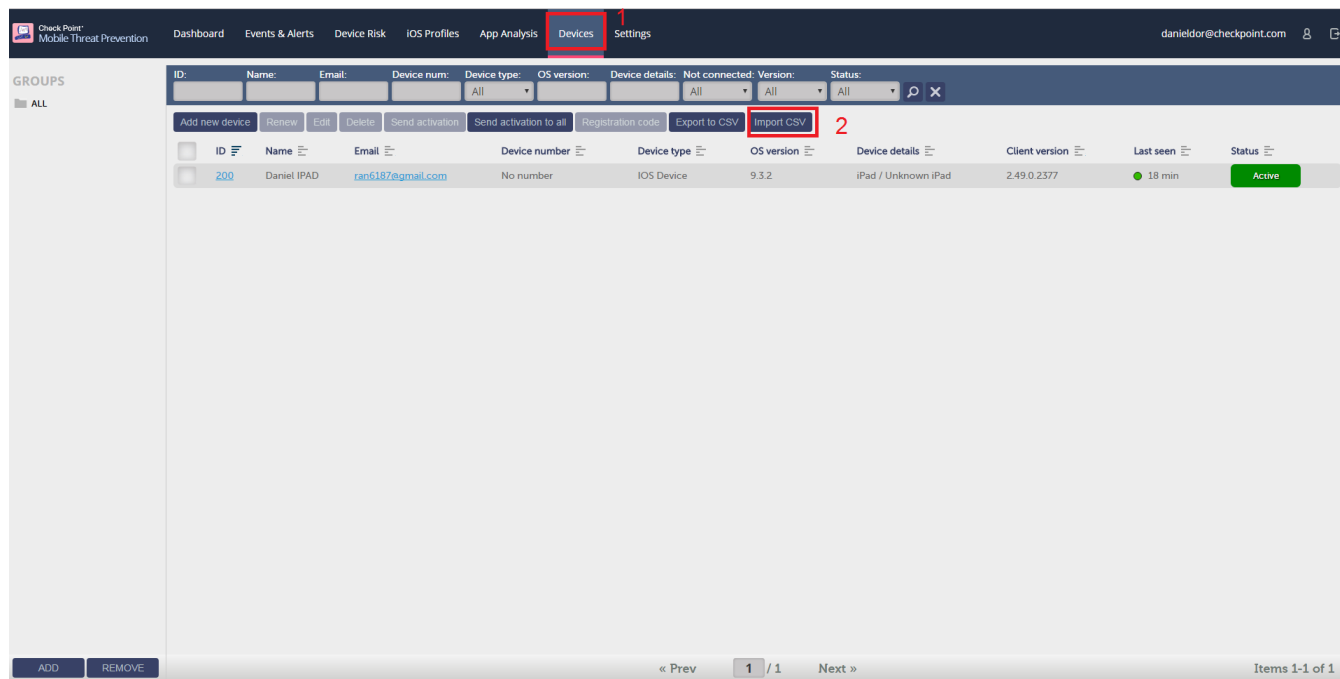 1
Check Point
Mobile Threat Prevention
Dashboard Events & Alerts Device Risk iOS Profiles App Analysis Devices Settings
danieldor@checkpoint.com
GROUPS
ALL
ID: Name: Email: Device num: Device type: OS version: Device details: Not connected: Version: Status:
All All All All
Add new device Renew Edit Delete Send activation Send activation to all Registration code Export to CSV Import CSV 2
ID Name Email Device number Device type OS version Device details Client version Last seen Status
200 Daniel IPAD ran6187@gmail.com No number IOS Device 9.3.2 iPad / Unknown iPad 2.49.0.2377 18 min Active
ADD REMOVE « Prev 1 / 1 Next » Items 1-1 of 1